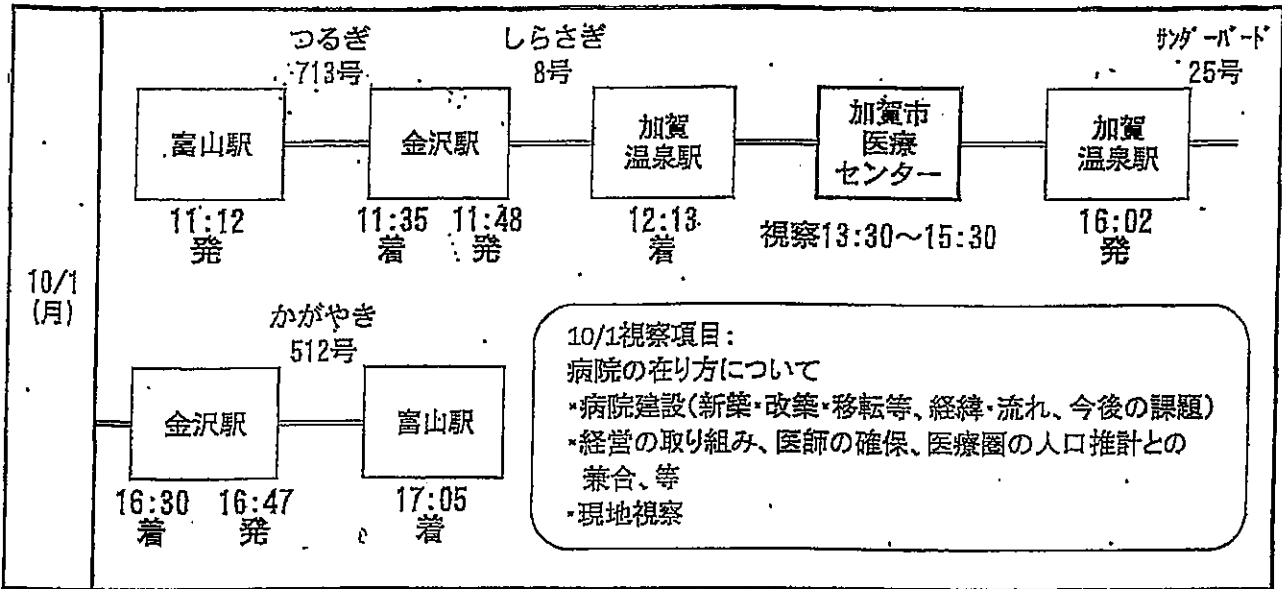 10/1
(月)
つるぎ
713号
しらさぎ
8号
サンダーバード
25号
富山駅
金沢駅
加賀
温泉駅
加賀市
医療
センター
加賀
温泉駅
11:12
発
11:35
着
11:48
発
12:13
着
視察13:30～15:30
16:02
発
かがやき
512号
金沢駅
富山駅
16:30
着
16:47
発
17:05
着
10/1視察項目：
病院の在り方について
・病院建設(新築・改築・移転等、経緯・流れ、今後の課題)
・経営の取り組み、医師の確保、医療圏の人口推計との
兼合、等
・現地視察